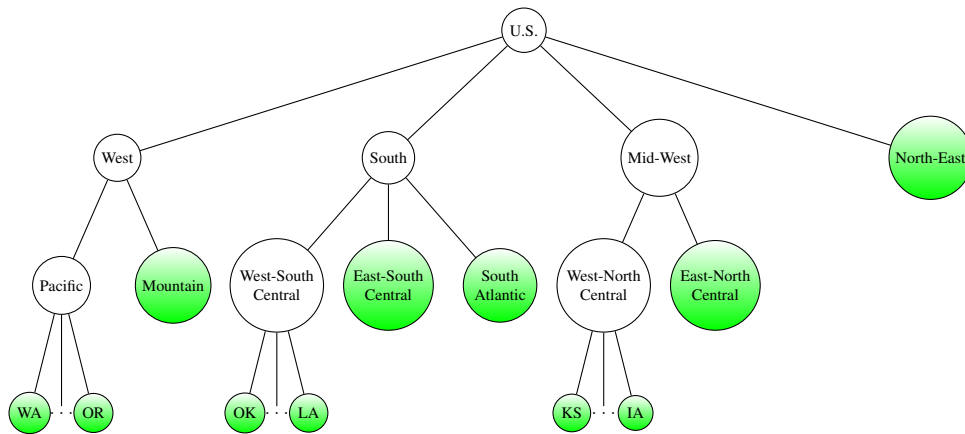 U.S.
West
South
Mid-West
North-East
Pacific
Mountain
West-South
Central
East-South
Central
South
Atlantic
West-North
Central
East-North
Central
WA
...
OR
OK
...
LA
KS
...
IA